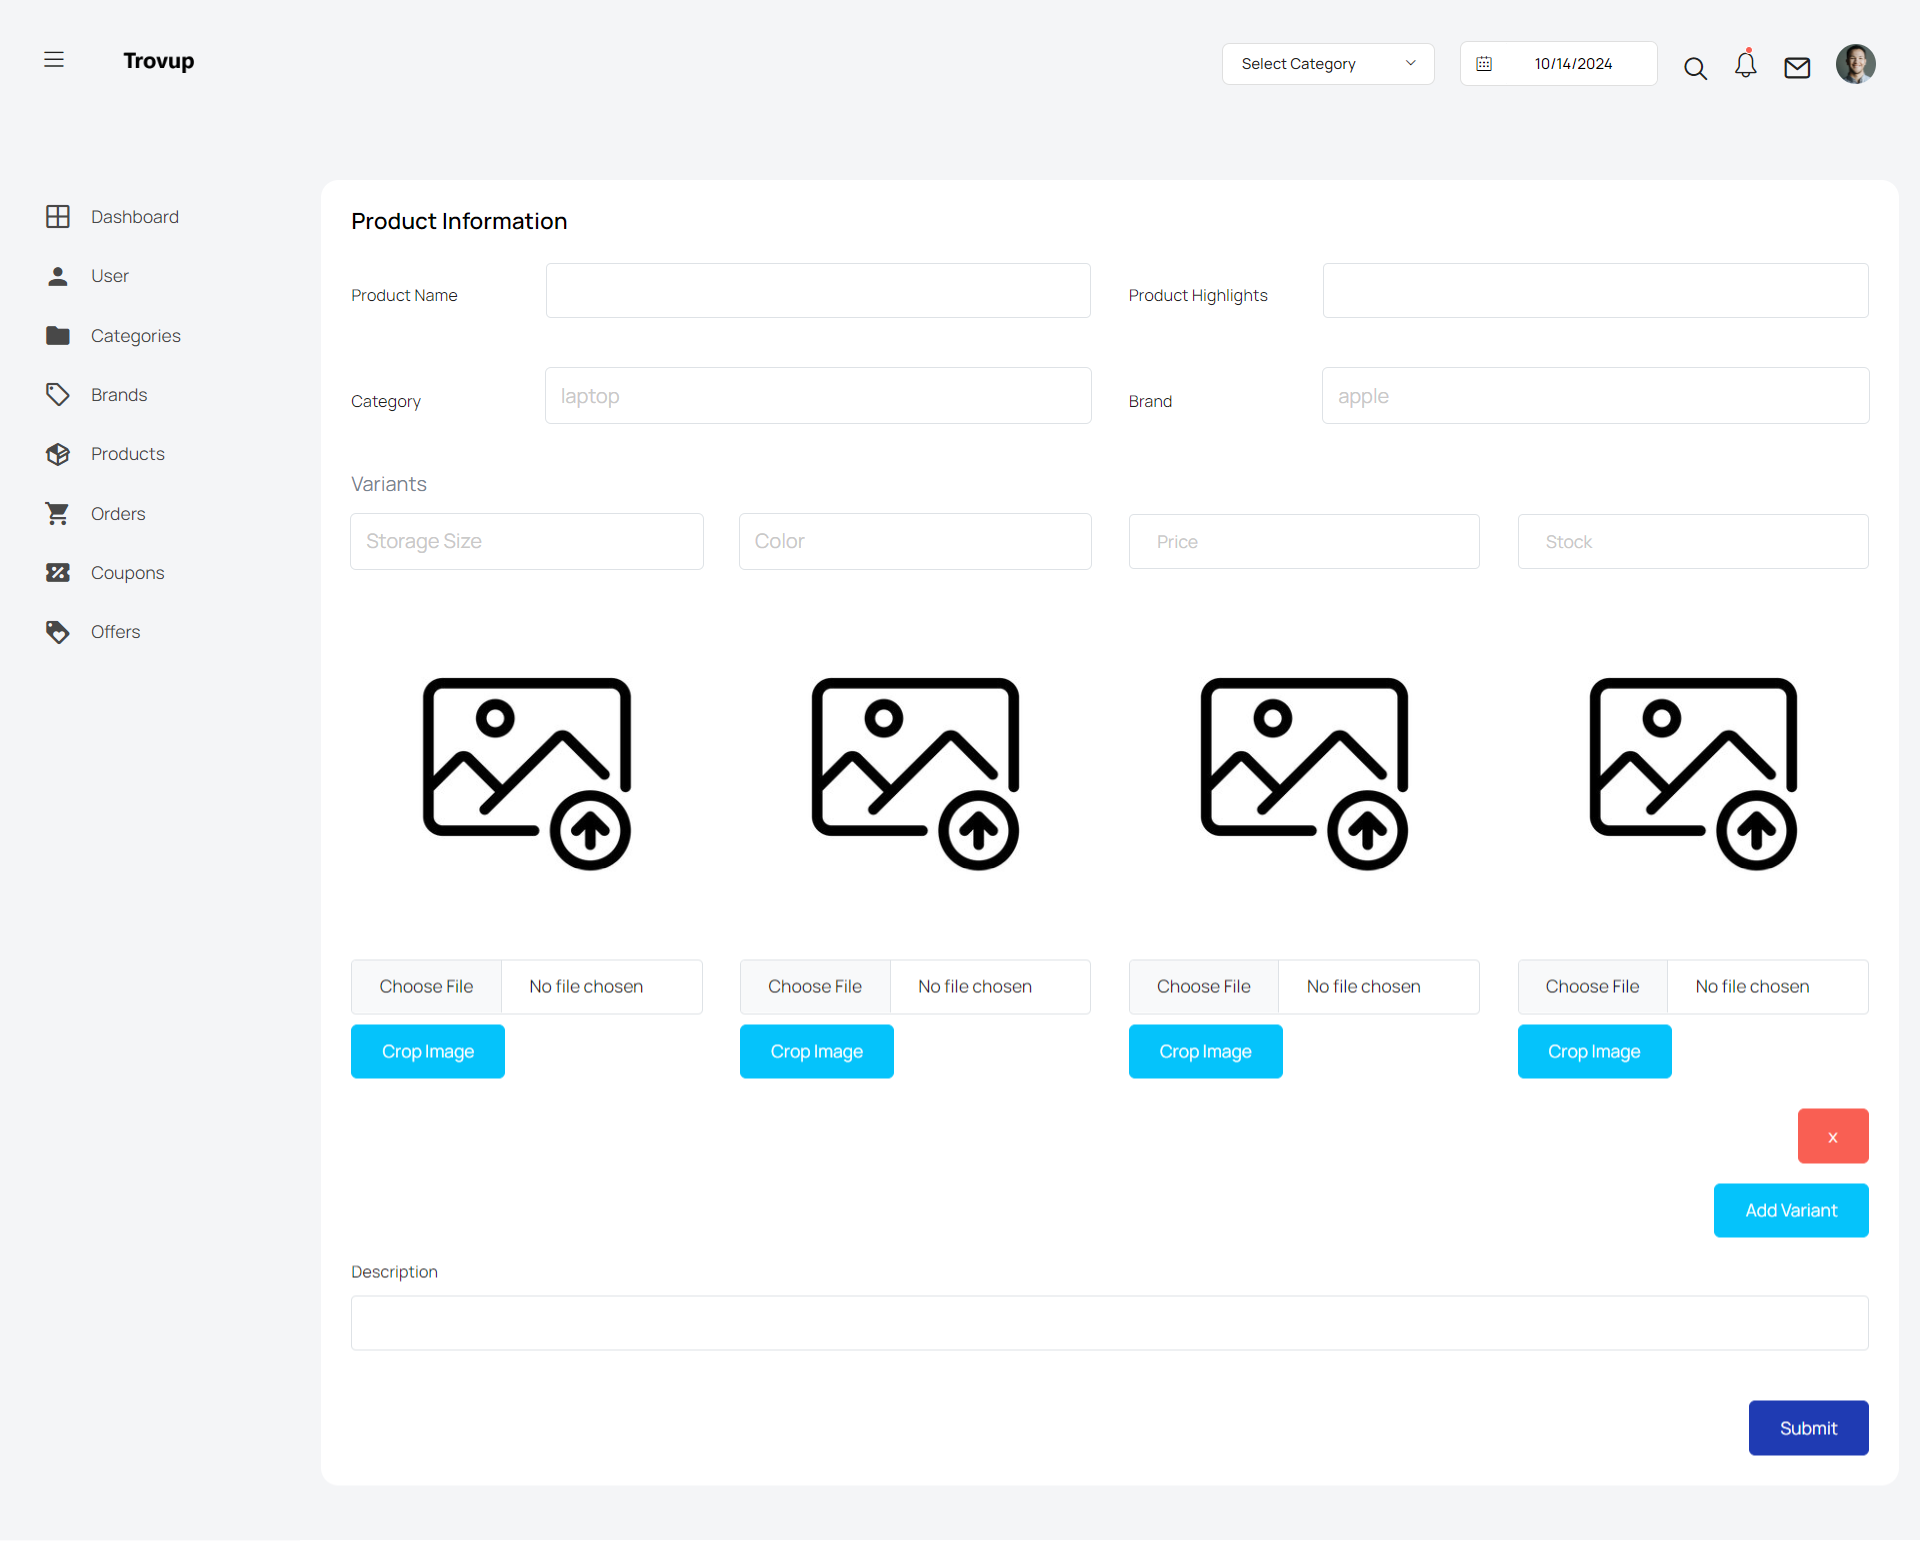 Trovup
Select Category
10/14/2024
Dashboard
User
Categories
Brands
Products
Orders
Coupons
Offers
Product Information
Product Name
Product Highlights
Category
laptop
Brand
apple
Variants
Storage Size
Color
Price
Stock
Choose File No file chosen
Choose File No file chosen
Choose File No file chosen
Choose File No file chosen
Crop Image
Crop Image
Crop Image
Crop Image
x
Add Variant
Description
Submit